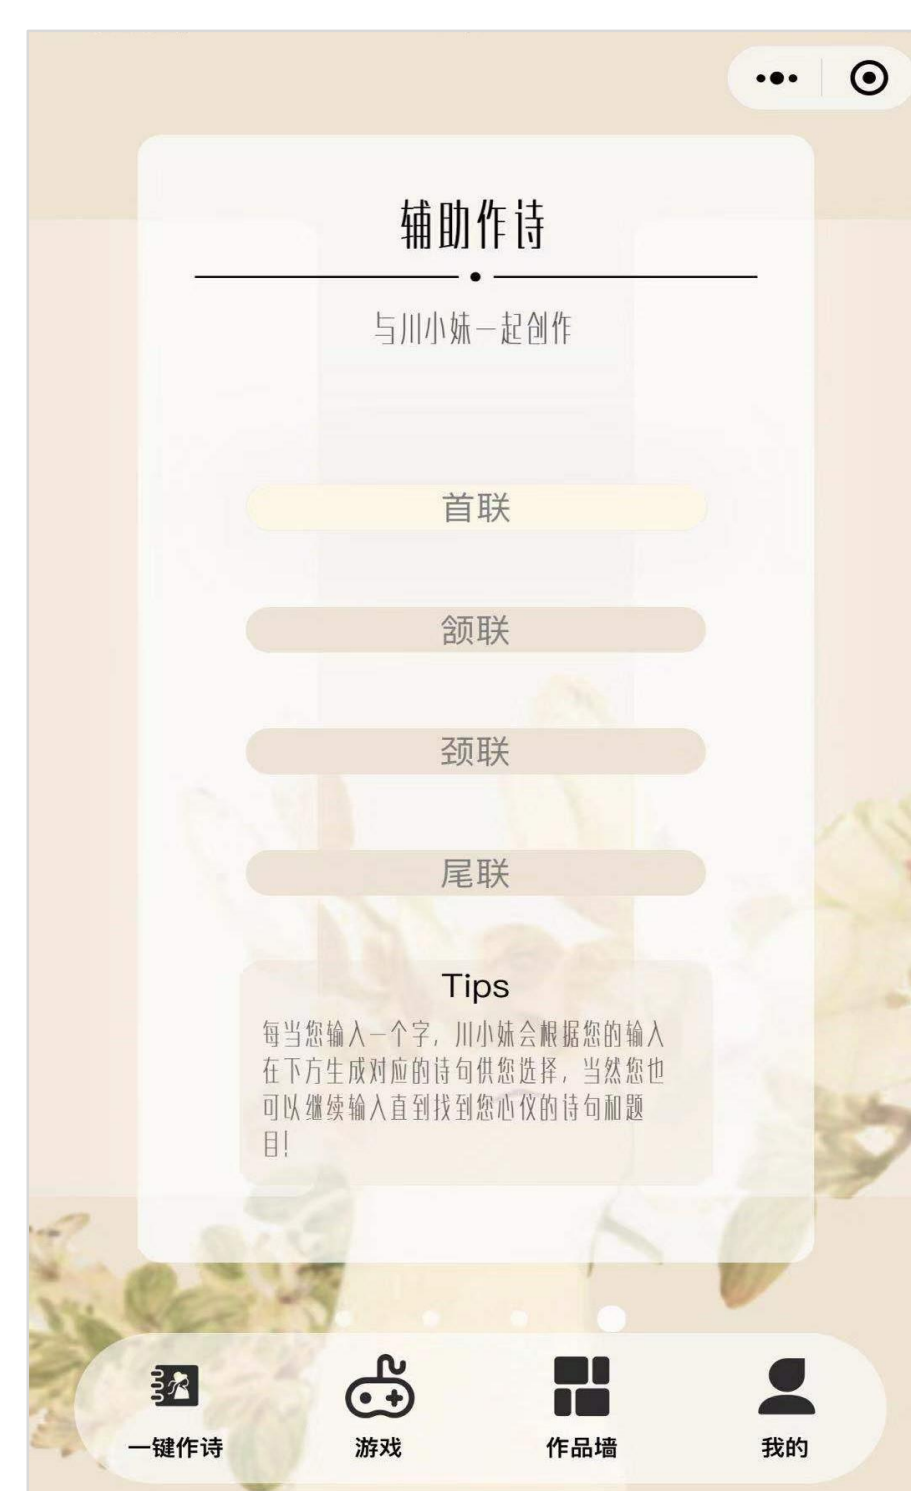 辅助作诗
与川小妹一起创作
首联
颔联
颈联
尾联
Tips
每当您输入一个字，川小妹会根据您的输入
在下方生成对应的诗句供您选择，当然您也
可以继续输入直到找到您心仪的诗句和题
目！
一键作诗
游戏
作品墙
我的